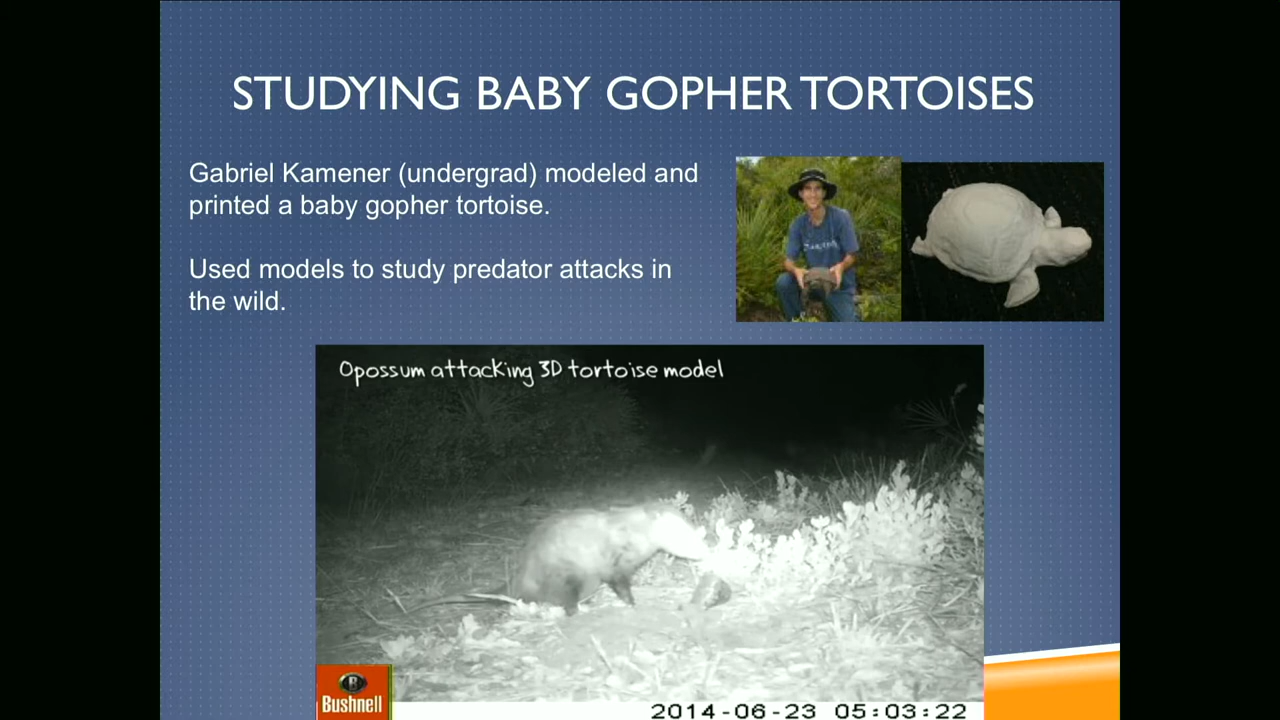 STUDYING BABY GOPHER TORTOISES
Gabriel Kamener (undergrad) modeled and
printed a baby gopher tortoise.
Used models to study predator attacks in
the wild.
Opossum attacking 3D tortoise model
B
Bushnell
2014-06-23 05:03:22